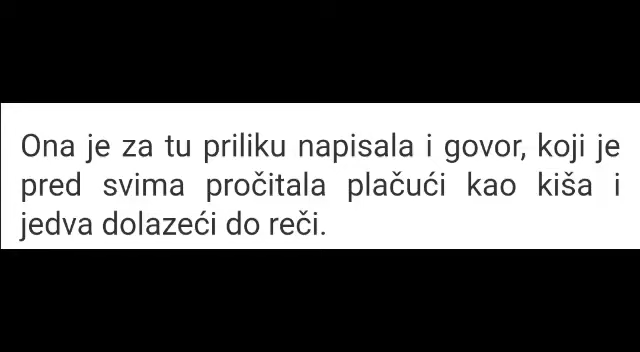 Ona je za tu priliku napisala i govor, koji je
pred svima pročitala plačući kao kiša i
jedva dolazeći do reči.